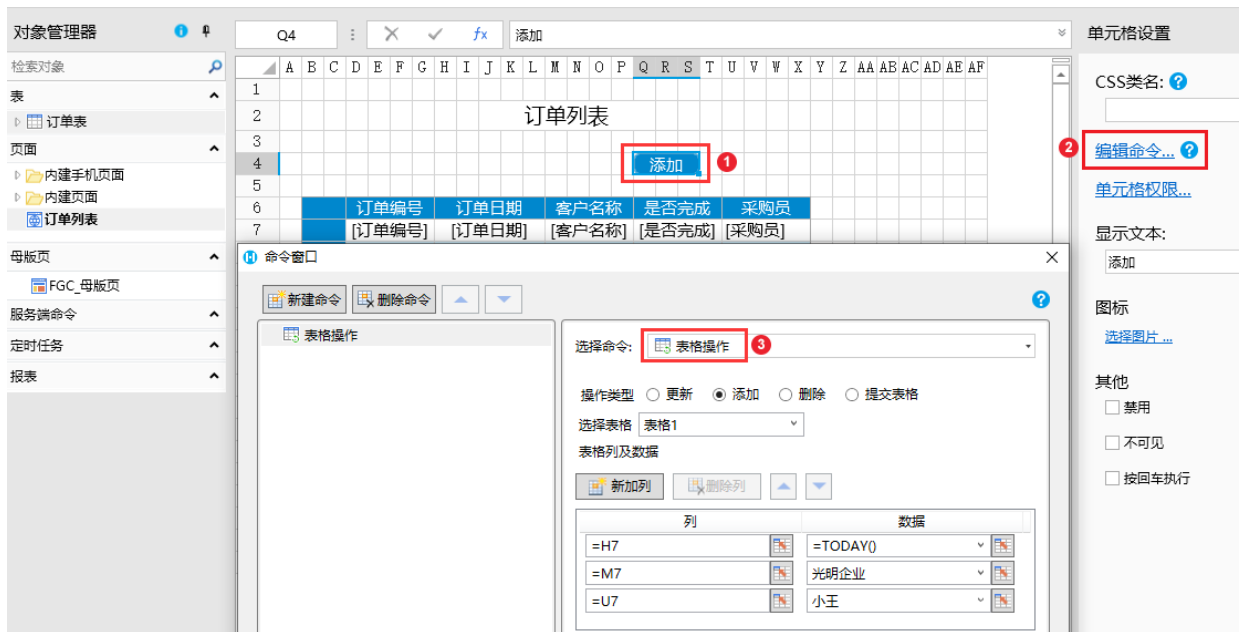 对象管理器
Q4
fx
添加
单元格设置
检索对象
A B C D E F G H I J K L M N O P Q R S T U V W X Y Z AA AB AC AD AE AF
CSS类名:
表
1
订单表
2
订单列表
页面
3
2
编辑命令...
内建手机页面
4
添加
1
内建页面
5
单元格权限...
订单列表
6
订单编号 订单日期 客户名称 是否完成 采购员
7
[订单编号] [订单日期] [客户名称] [是否完成] [采购员]
显示文本:
添加
母版页
命令窗口
FGC_母版页
新建命令
删除命令
图标
服务端命令
选择图片 ...
表格操作
选择命令:
表格操作
3
定时任务
报表
其他
操作类型 更新 添加 删除 提交表格
禁用
选择表格 表格1
不可见
表格列及数据
新加列
删除列
按回车执行
列 数据
=H7 =TODAY()
=M7 光明企业
=U7 小王